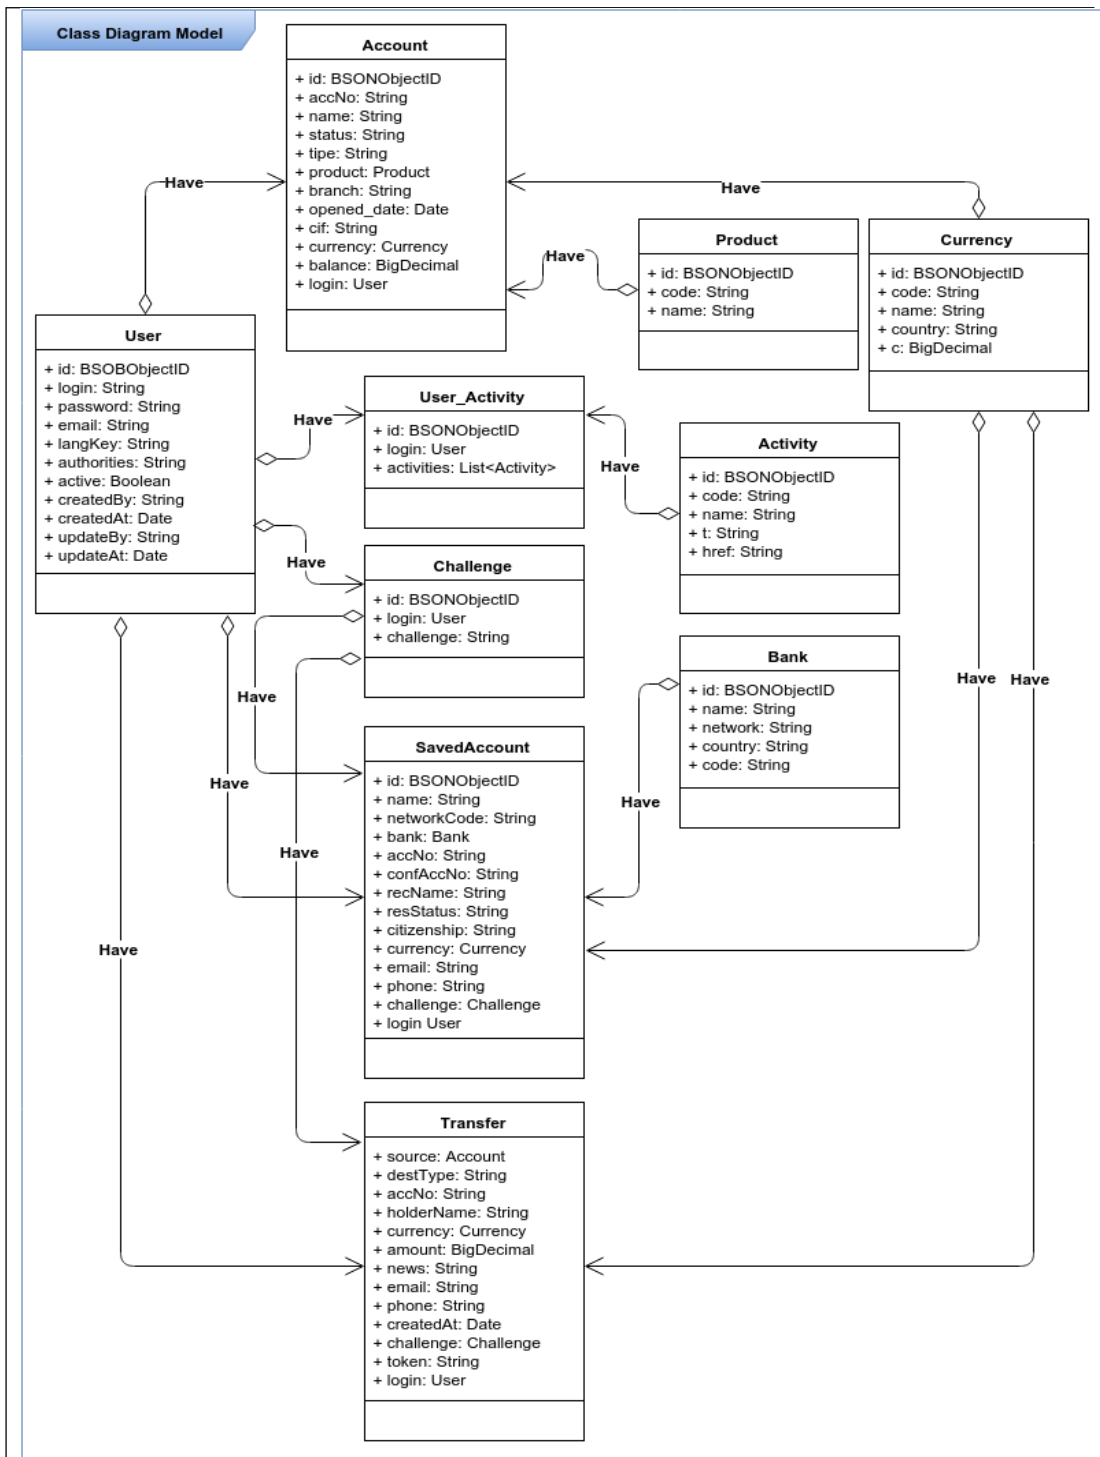 Class Diagram Model
Account
+ id: BSONObjectID
+ accNo: String
+ name: String
+ status: String
+ tipe: String
+ product: Product
+ branch: String
+ opened_date: Date
+ cif: String
+ currency: Currency
+ balance: BigDecimal
+ login: User
Have
Have
Have
Product
+ id: BSONObjectID
+ code: String
+ name: String
Currency
+ id: BSONObjectID
+ code: String
+ name: String
+ country: String
+ c: BigDecimal
User
+ id: BSOBObjectID
+ login: String
+ password: String
+ email: String
+ langKey: String
+ authorities: String
+ active: Boolean
+ createdBy: String
+ createdAt: Date
+ updateBy: String
+ updateAt: Date
Have
User_Activity
+ id: BSONObjectID
+ login: User
+ activities: List<Activity>
Have
Activity
+ id: BSONObjectID
+ code: String
+ name: String
+ t: String
+ href: String
Have
Challenge
+ id: BSONObjectID
+ login: User
+ challenge: String
Bank
+ id: BSONObjectID
+ name: String
+ network: String
+ country: String
+ code: String
Have
Have
Have
Have
Have
Have
Have
SavedAccount
+ id: BSONObjectID
+ name: String
+ networkCode: String
+ bank: Bank
+ accNo: String
+ confAccNo: String
+ recName: String
+ resStatus: String
+ citizenship: String
+ currency: Currency
+ email: String
+ phone: String
+ challenge: Challenge
+ login User
Transfer
+ source: Account
+ destType: String
+ accNo: String
+ holderName: String
+ currency: Currency
+ amount: BigDecimal
+ news: String
+ email: String
+ phone: String
+ createdAt: Date
+ challenge: Challenge
+ token: String
+ login: User